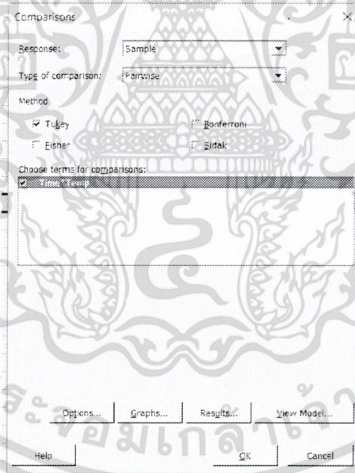 Comparisons
Response: Sample
Type of comparison: Pairwise
Method
Tukey Bonferroni
Fisher Sidak
Choose terms for comparisons:
Time*Temp
Options... Graphs... Results... View Model...
Help OK Cancel